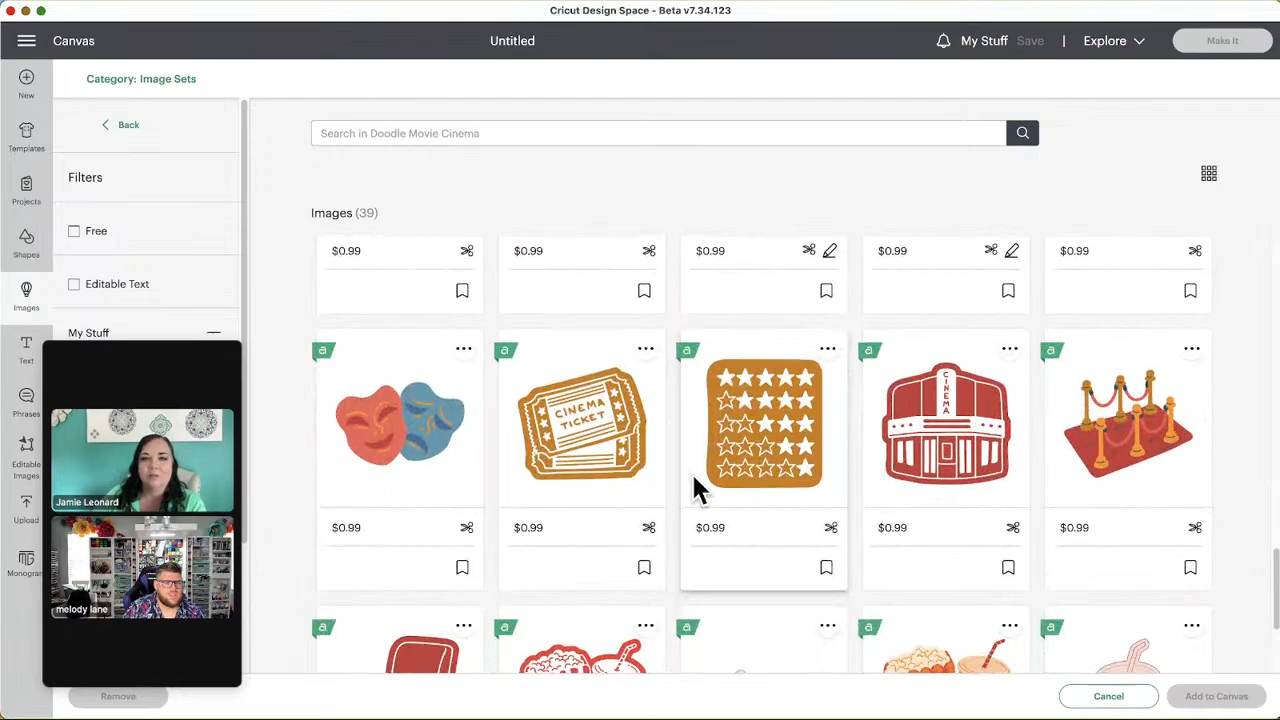 Cricut Design Space - Beta v7.34.123
Canvas
Untitled
My Stuff Save | Explore Make It
New
Templates
Projects
Shapes
Images
Text
Phrases
Editable Images
Upload
Monogram
Category: Image Sets
Back
Filters
Free
Editable Text
My Stuff
Jamie Leonard
melody lane
Search in Doodle Movie Cinema
Images (39)
$0.99 $0.99 $0.99 $0.99 $0.99
a a a a a
CINEMA TICKET
CINEMA
$0.99 $0.99 $0.99 $0.99 $0.99
a a a a a
Remove
Cancel Add to Canvas